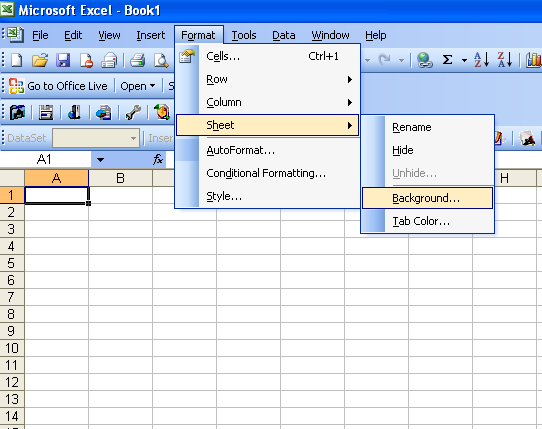 Microsoft Excel - Book1
File Edit View Insert Format Tools Data Window Help
Cells... Ctrl+1
Go to Office Live Open
Row
Column
Sheet
DataSet Inser
Rename
AutoFormat...
Hide
A1 fx
Conditional Formatting...
Unhide...
A B H
Style...
Background...
1
Tab Color...
2
3
4
5
6
7
8
9
10
11
12
13
14